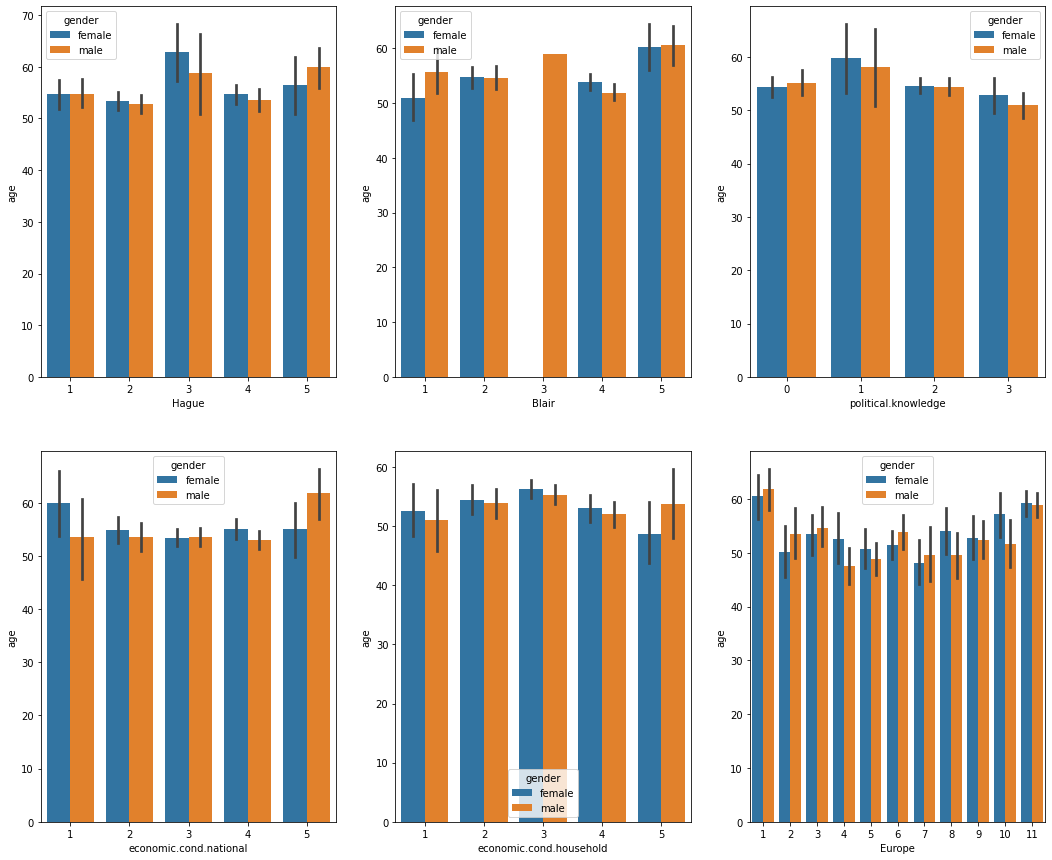 gender
female
male
70
60
50
40
30
20
10
0
age
1 2 3 4 5
Hague
gender
female
male
60
50
40
30
20
10
0
age
1 2 3 4 5
Blair
gender
female
male
60
50
40
30
20
10
0
age
0 1 2 3
political.knowledge
gender
female
male
60
50
40
30
20
10
0
age
1 2 3 4 5
economic.cond.national
60
50
40
30
20
10
0
age
gender
female
male
1 2 3 4 5
economic.cond.household
gender
female
male
60
50
40
30
20
10
0
age
1 2 3 4 5 6 7 8 9 10 11
Europe